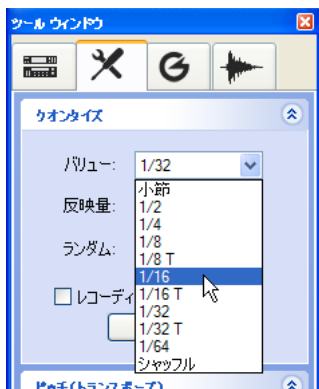 ツール ウィンドウ
クオンタイズ
バリュー: 1/32
小節
反映量: 1/2
1/4
ランダム: 1/8
1/8 T
1/16
レコーディ 1/16 T
1/32
1/32 T
1/64
シャッフル
ピッチ(トランスポーズ)